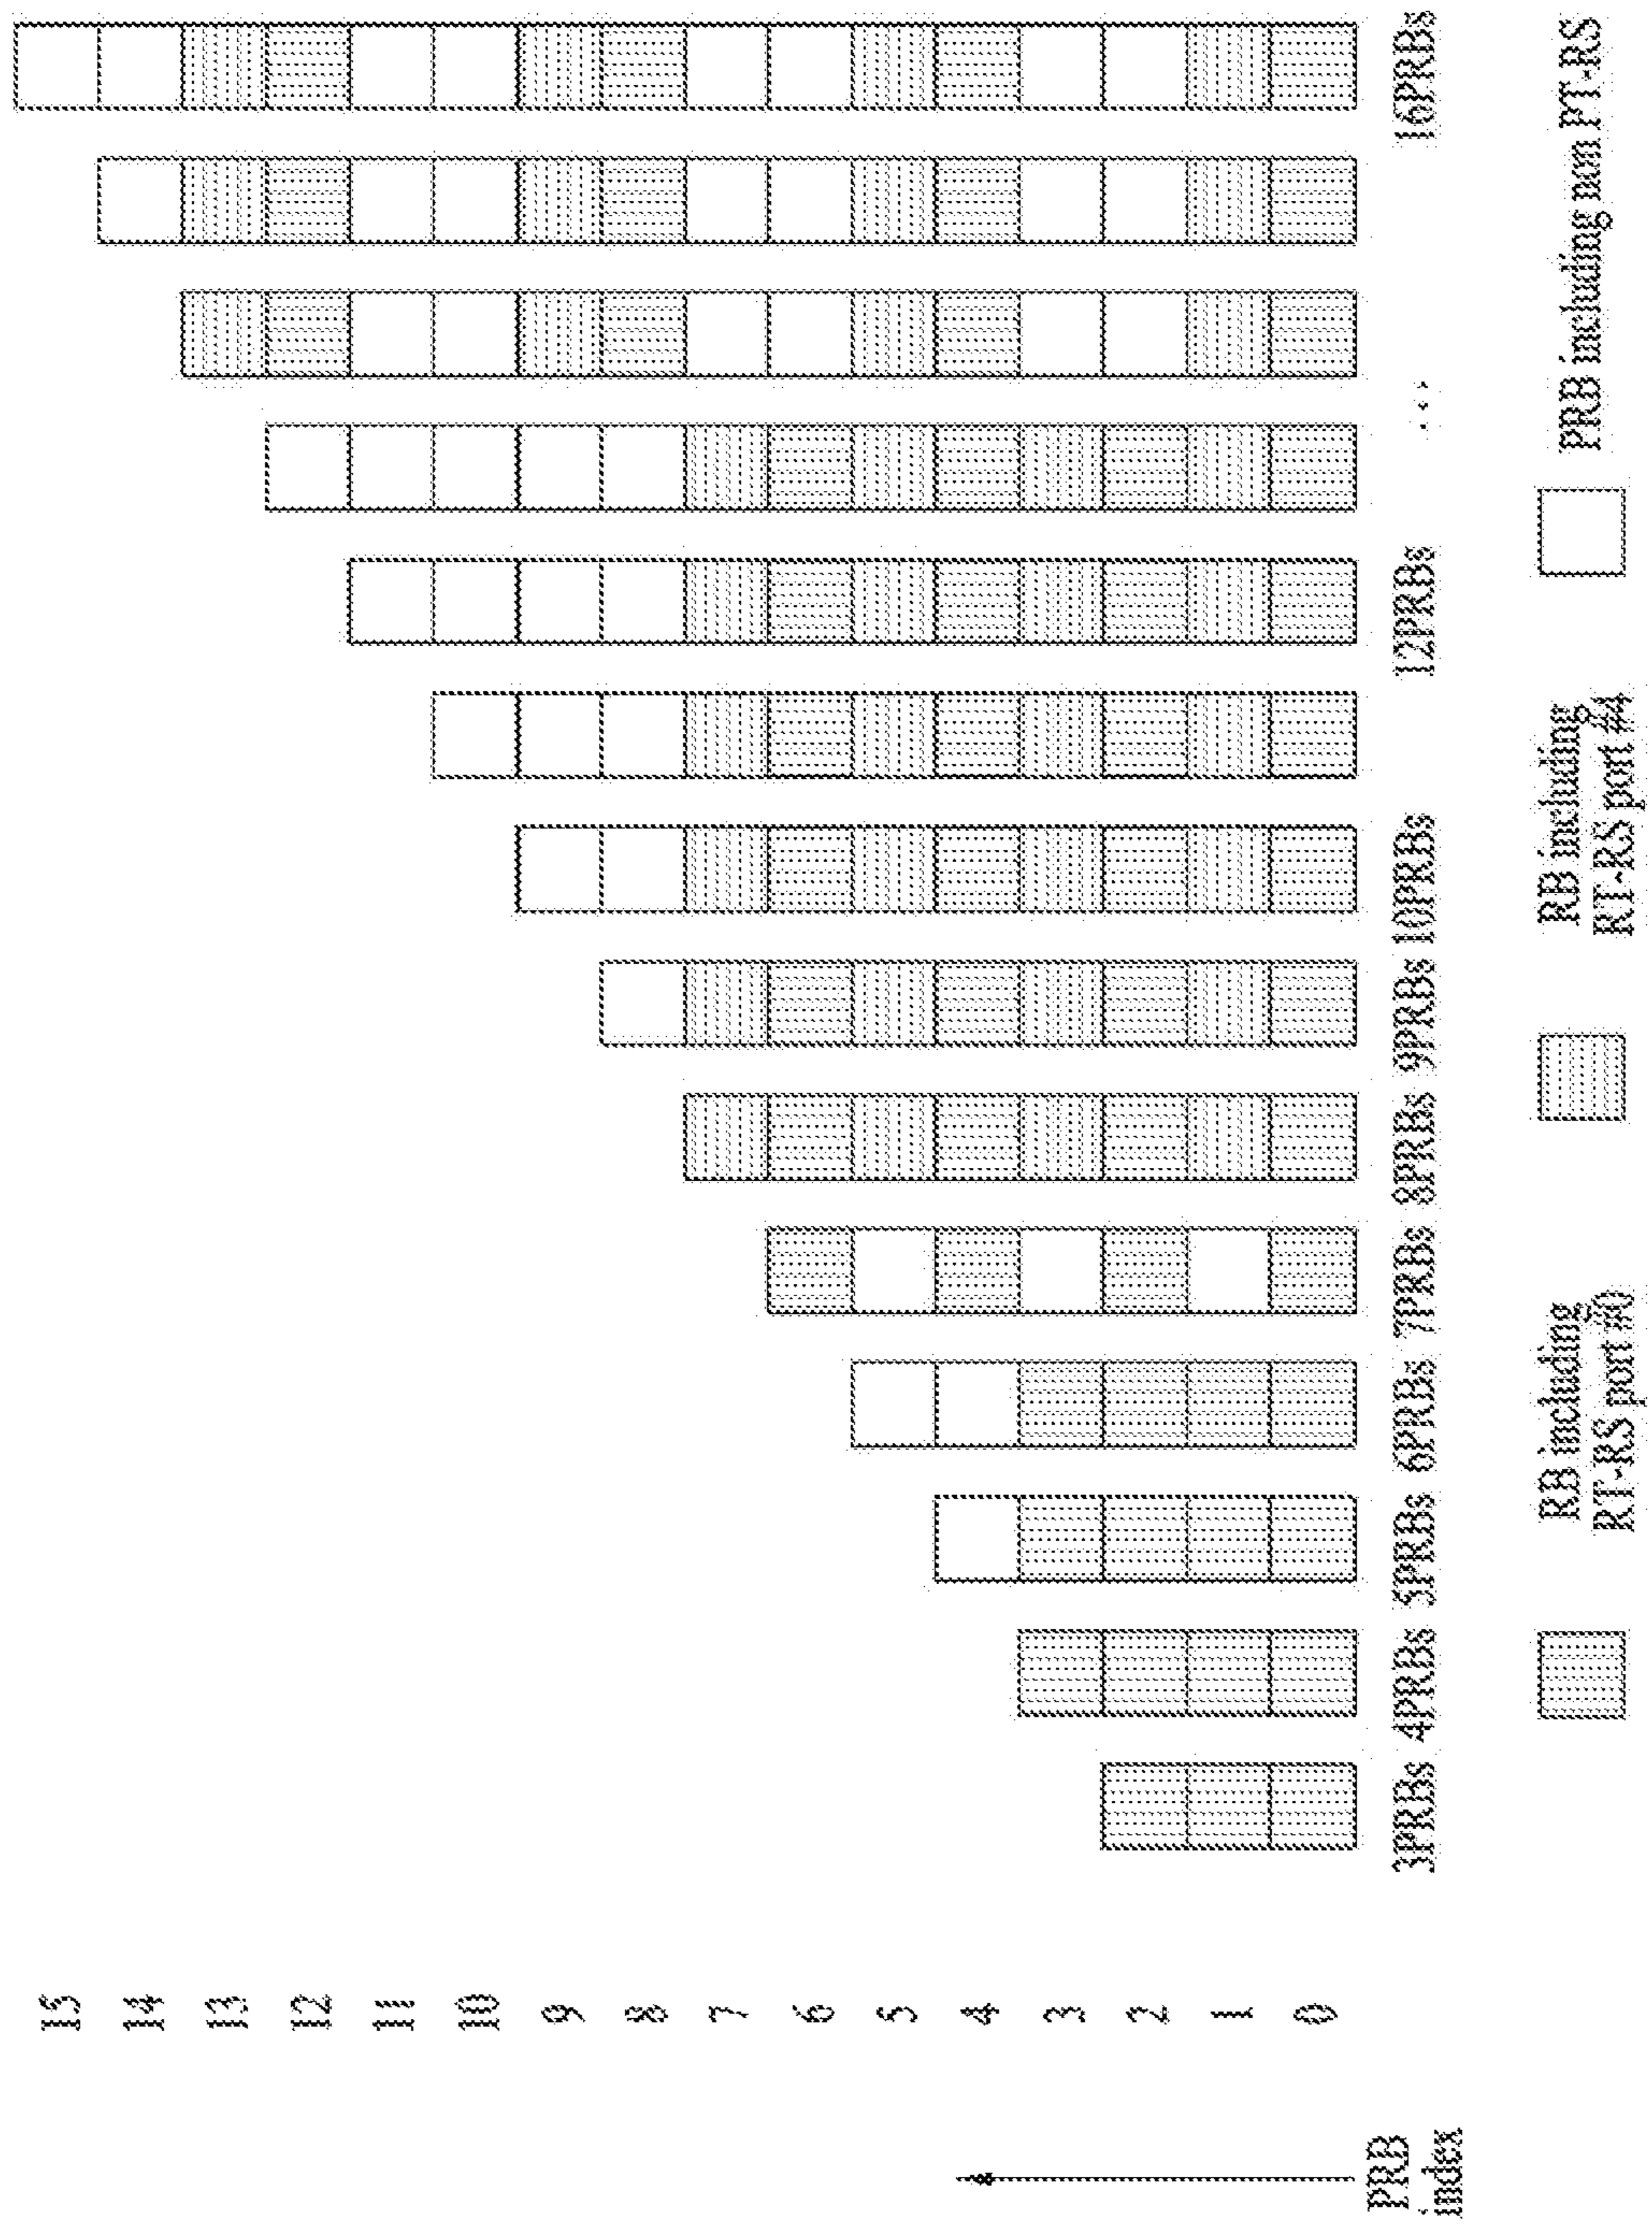 15
14
13
12
11
10
9
8
7
6
5
4
3
2
1
0
PRB
index
3PRBs 4PRBs 5PRBs 6PRBs 7PRBs 8PRBs 9PRBs 10PRBs 12PRBs ... 16PRBs
RB including
RT-RS port #0
RB including
RT-RS port #4
PRB including non PT-RS